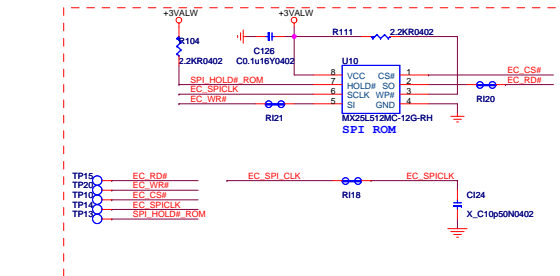 +3VALW +3VALW
R104
2.2KR0402
C126
C0.1u16Y0402
R111 2.2KR0402
U10
SPI_HOLD#_ROM 8 VCC CS# 1 EC_CS#
EC_SPICLK 7 HOLD# SO 2 EC_RD#
EC_WR# 6 SCLK WP# 3
5 SI GND 4
RI21 RI20
MX25L512MC-12G-RH
SPI ROM
TP15 EC_RD#
TP20 EC_WR#
TP10 EC_CS#
TP14 EC_SPICLK
TP13 SPI_HOLD#_ROM
EC_SPI_CLK EC_SPICLK
RI18
CI24
X_C10p50N0402